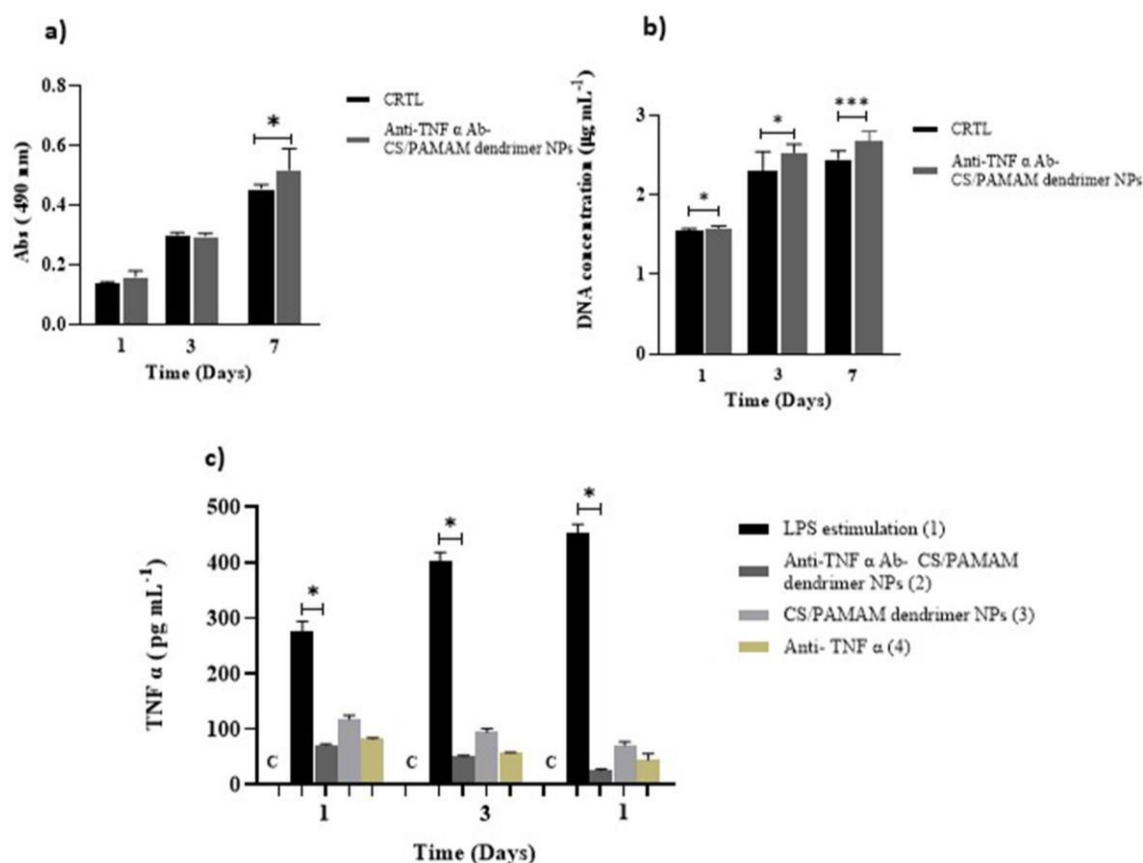 a)
0.8
0.6
0.4
0.2
0.0
Abs ( 490 nm)
*
1 3 7
Time (Days)
CRTL
Anti-TNF α Ab-
CS/PAMAM dendrimer NPs
b)
3
2
1
0
DNA concentration (µg mL⁻¹)
* * ***
1 3 7
Time (Days)
CRTL
Anti-TNF α Ab-
CS/PAMAM dendrimer NPs
c)
500
400
300
200
100
0
TNF α ( pg mL⁻¹)
* * *
C C C
1 3 1
Time (Days)
LPS estimulation (1)
Anti-TNF α Ab- CS/PAMAM
dendrimer NPs (2)
CS/PAMAM dendrimer NPs (3)
Anti- TNF α (4)